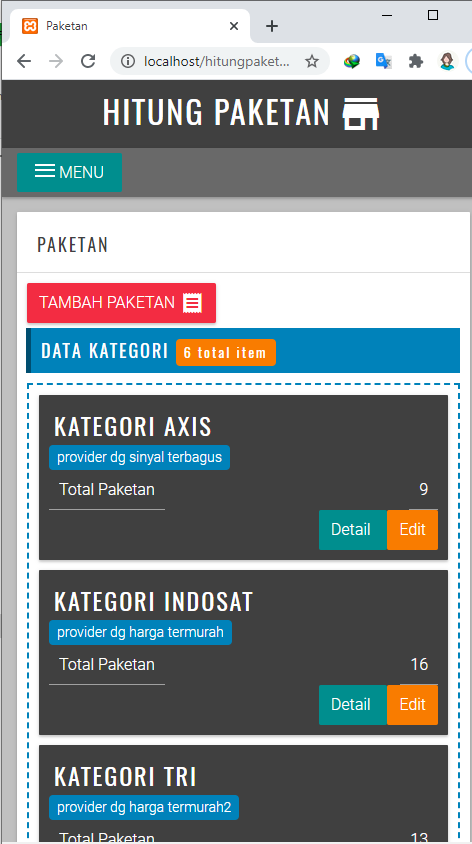 Paketan
localhost/hitungpaket...
HITUNG PAKETAN
MENU
PAKETAN
TAMBAH PAKETAN
DATA KATEGORI 6 total item
KATEGORI AXIS
provider dg sinyal terbagus
Total Paketan 9
Detail Edit
KATEGORI INDOSAT
provider dg harga termurah
Total Paketan 16
Detail Edit
KATEGORI TRI
provider dg harga termurah2
Total Paketan 13